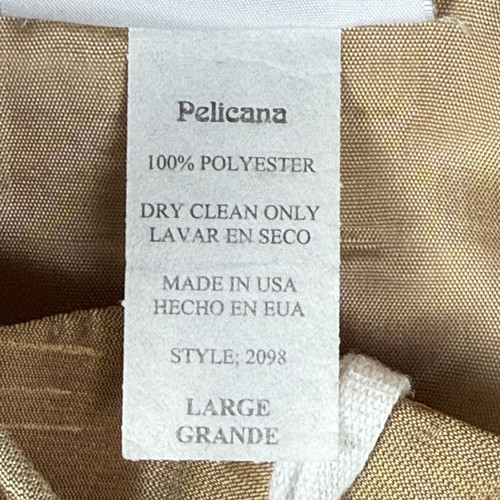 Pelicana
100% POLYESTER
DRY CLEAN ONLY
LAVAR EN SECO
MADE IN USA
HECHO EN EUA
STYLE; 2098
LARGE
GRANDE